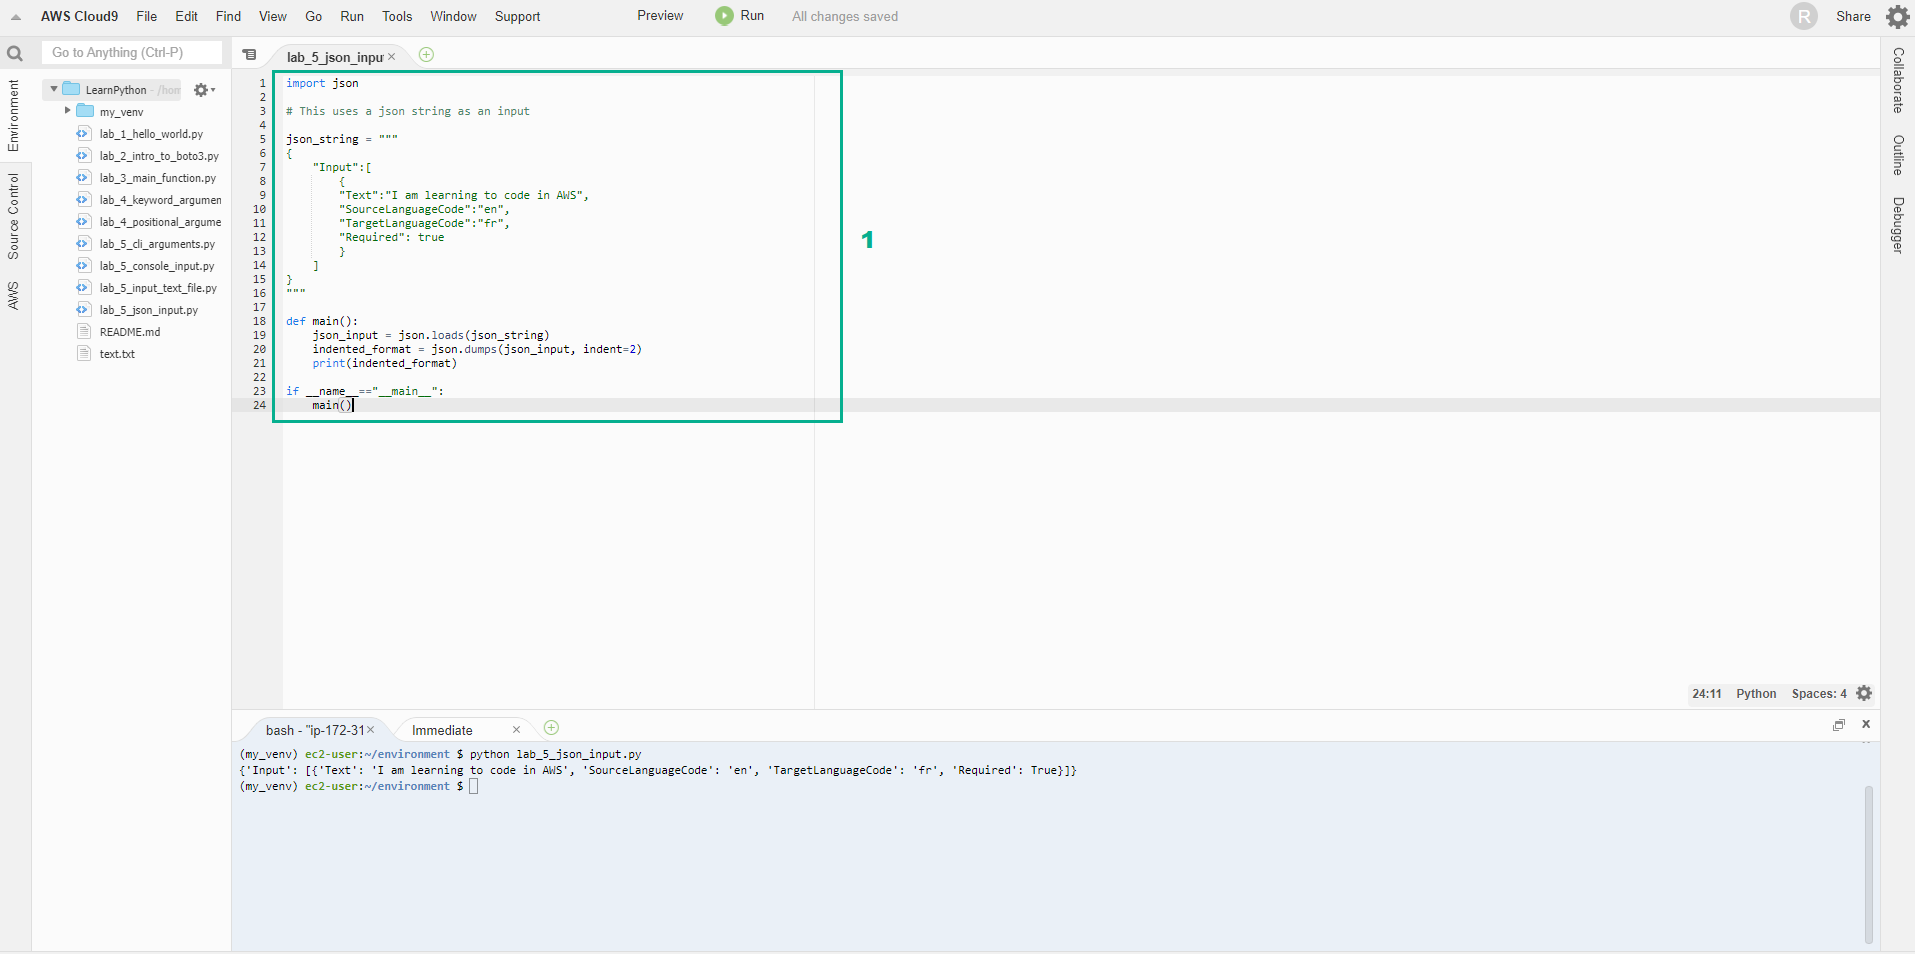 AWS Cloud9 File Edit Find View Go Run Tools Window Support Preview Run All changes saved R Share
Go to Anything (Ctrl-P)
Environment
Source Control
AWS
LearnPython - /hom
my_venv
lab_1_hello_world.py
lab_2_intro_to_boto3.py
lab_3_main_function.py
lab_4_keyword_argumen
lab_4_positional_argume
lab_5_cli_arguments.py
lab_5_console_input.py
lab_5_input_text_file.py
lab_5_json_input.py
README.md
text.txt
lab_5_json_input
1 import json
2
3 # This uses a json string as an input
4
5 json_string = """
6 {
7     "Input":[
8         {
9         "Text":"I am learning to code in AWS",
10         "SourceLanguageCode":"en",
11         "TargetLanguageCode":"fr",
12         "Required": true
13         }
14     ]
15 }
16 """
17
18 def main():
19     json_input = json.loads(json_string)
20     indented_format = json.dumps(json_input, indent=2)
21     print(indented_format)
22
23 if __name__=="__main__":
24     main()
1
24:11 Python Spaces: 4
Collaborate
Outline
Debugger
bash - "ip-172-31 Immediate
(my_venv) ec2-user:~/environment $ python lab_5_json_input.py
{'Input': [{'Text': 'I am learning to code in AWS', 'SourceLanguageCode': 'en', 'TargetLanguageCode': 'fr', 'Required': True}]}
(my_venv) ec2-user:~/environment $